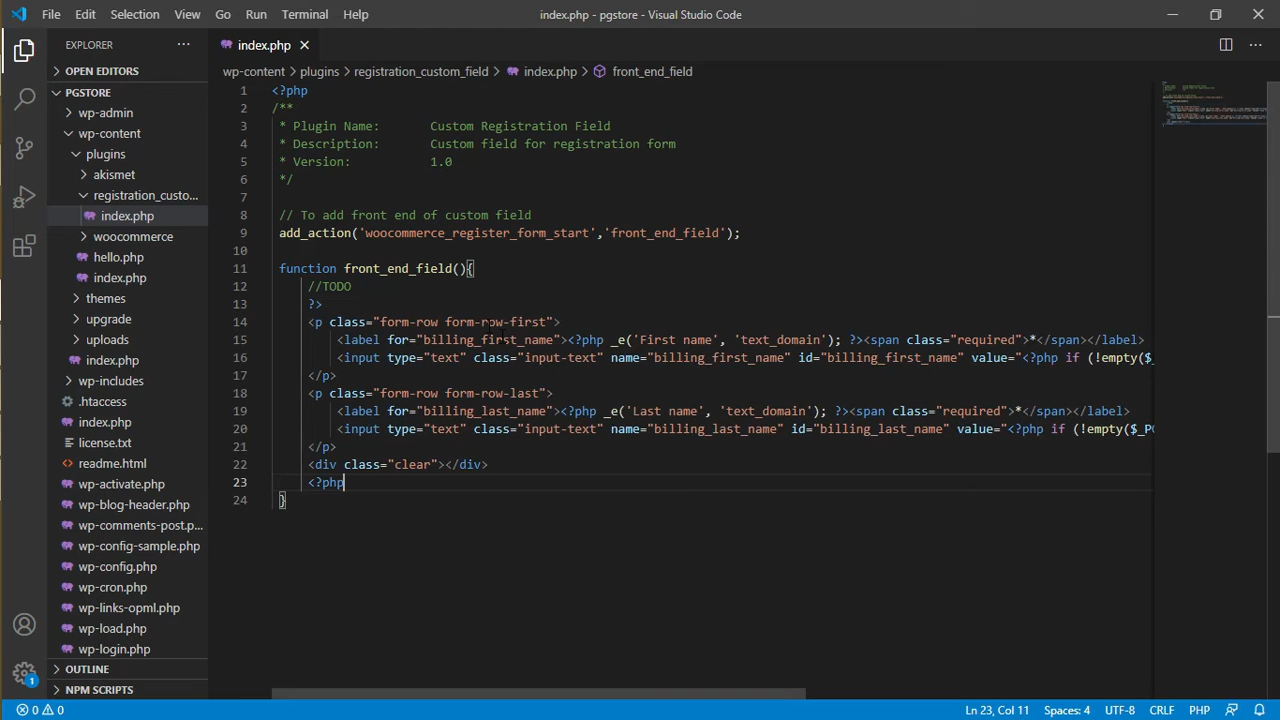 File Edit Selection View Go Run Terminal Help index.php - pgstore - Visual Studio Code
EXPLORER
OPEN EDITORS
PGSTORE
wp-admin
wp-content
plugins
akismet
registration_custo...
index.php
woocommerce
hello.php
index.php
themes
upgrade
uploads
index.php
wp-includes
.htaccess
index.php
license.txt
readme.html
wp-activate.php
wp-blog-header.php
wp-comments-post.p...
wp-config-sample.php
wp-config.php
wp-cron.php
wp-links-opml.php
wp-load.php
wp-login.php
OUTLINE
NPM SCRIPTS
1
index.php
wp-content > plugins > registration_custom_field > index.php > front_end_field
1 <?php
2 /**
3 * Plugin Name: Custom Registration Field
4 * Description: Custom field for registration form
5 * Version: 1.0
6 */
7
8 // To add front end of custom field
9 add_action('woocommerce_register_form_start','front_end_field');
10
11 function front_end_field(){
12 //TODO
13 ?>
14 <p class="form-row form-row-first">
15 <label for="billing_first_name"><?php _e('First name', 'text_domain'); ?><span class="required">*</span></label>
16 <input type="text" class="input-text" name="billing_first_name" id="billing_first_name" value="<?php if (!empty($_
17 </p>
18 <p class="form-row form-row-last">
19 <label for="billing_last_name"><?php _e('Last name', 'text_domain'); ?><span class="required">*</span></label>
20 <input type="text" class="input-text" name="billing_last_name" id="billing_last_name" value="<?php if (!empty($_PO
21 </p>
22 <div class="clear"></div>
23 <?php
24 }
0 0 Ln 23, Col 11 Spaces: 4 UTF-8 CRLF PHP